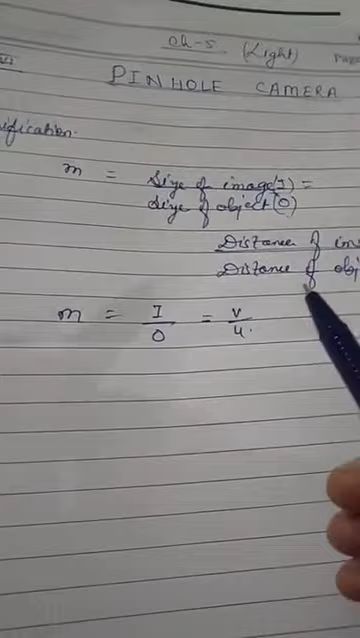 Ch-5 (Light)
PINHOLE CAMERA
m = Size of image(I) =
Size of object(O)
Distance of
Distance of
m = I/O = v/u.